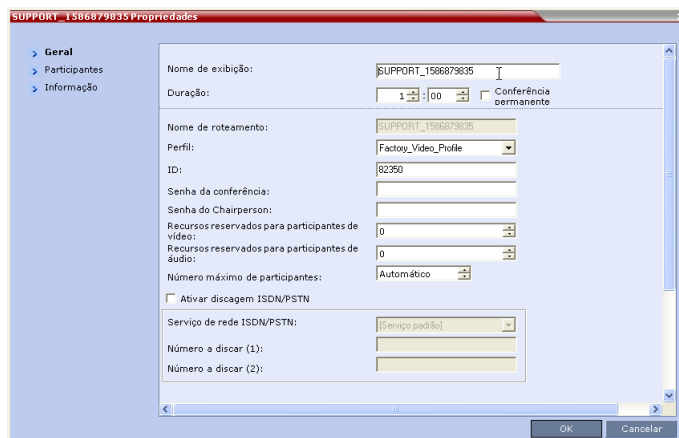 SUPPORT_1586879835 Propriedades
Geral
Participantes
Informação
Nome de exibição: SUPPORT_1586879835
Duração: 1 : 00 Conferência permanente
Nome de roteamento: SUPPORT_1586879835
Perfil: Factory_Video_Profile
ID: 82350
Senha da conferência:
Senha do Chairperson:
Recursos reservados para participantes de vídeo: 0
Recursos reservados para participantes de áudio: 0
Número máximo de participantes: Automático
Ativar discagem ISDN/PSTN
Serviço de rede ISDN/PSTN: [Serviço padrão]
Número a discar (1):
Número a discar (2):
OK Cancelar